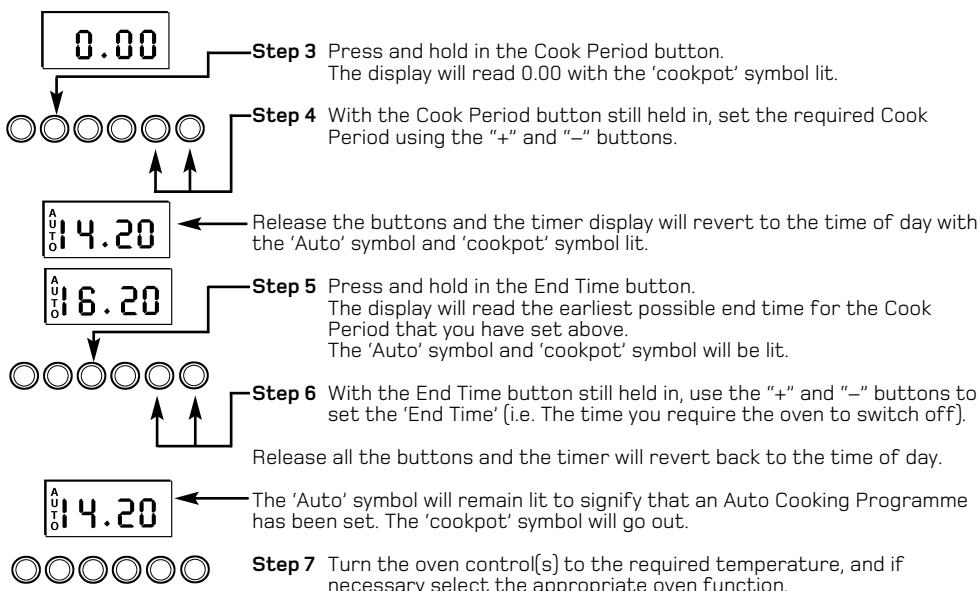 0.00
Step 3 Press and hold in the Cook Period button.
The display will read 0.00 with the ‘cookpot’ symbol lit.
Step 4 With the Cook Period button still held in, set the required Cook
Period using the “+” and “–” buttons.
AUTO 14.20
Release the buttons and the timer display will revert to the time of day with
the ‘Auto’ symbol and ‘cookpot’ symbol lit.
AUTO 16.20
Step 5 Press and hold in the End Time button.
The display will read the earliest possible end time for the Cook
Period that you have set above.
The ‘Auto’ symbol and ‘cookpot’ symbol will be lit.
Step 6 With the End Time button still held in, use the “+” and “–” buttons to
set the ‘End Time’ (i.e. The time you require the oven to switch off).
Release all the buttons and the timer will revert back to the time of day.
AUTO 14.20
The ‘Auto’ symbol will remain lit to signify that an Auto Cooking Programme
has been set. The ‘cookpot’ symbol will go out.
Step 7 Turn the oven control(s) to the required temperature, and if
necessary select the appropriate oven function.